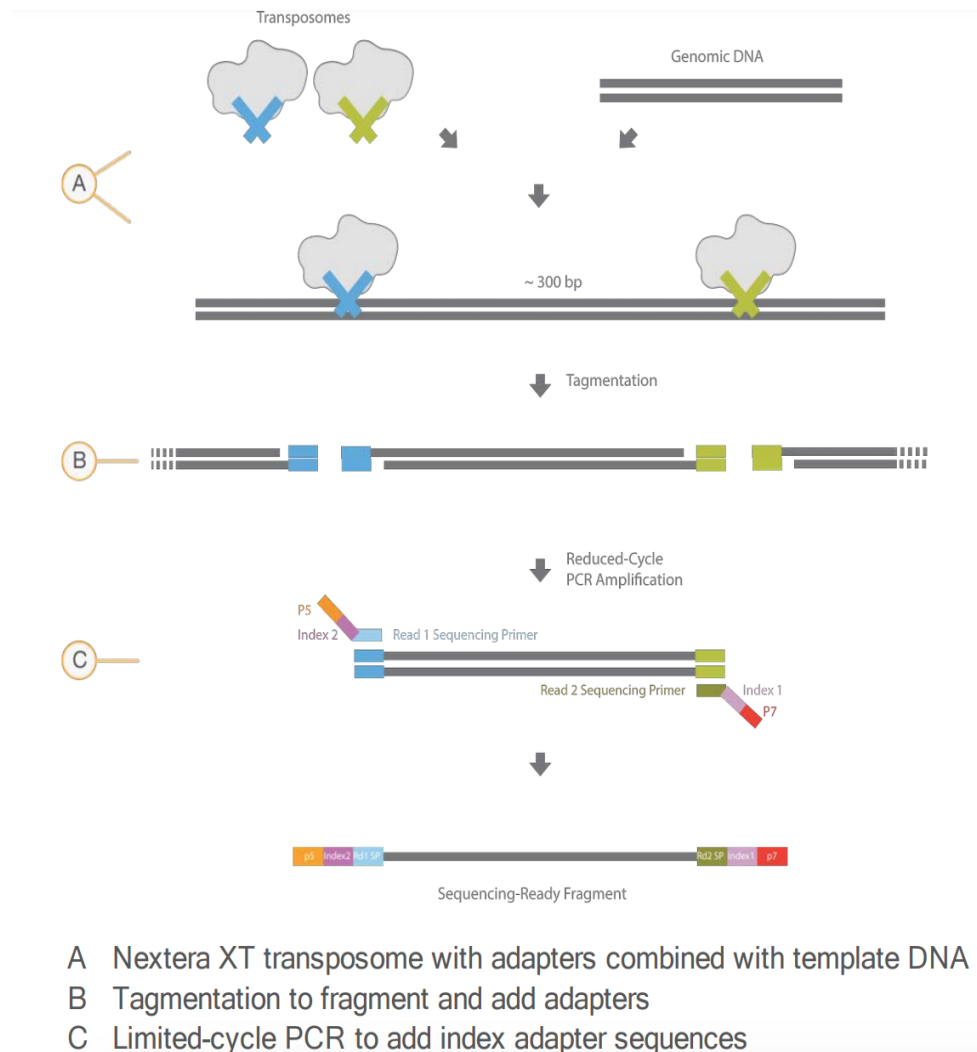 Transposomes
Genomic DNA
A
~ 300 bp
Tagmentation
B
Reduced-Cycle
PCR Amplification
P5
Index 2
Read 1 Sequencing Primer
C
Read 2 Sequencing Primer
Index 1
P7
p5 Index2 Rd1 SP
Rd2 SP Index1 p7
Sequencing-Ready Fragment
A Nextera XT transposome with adapters combined with template DNA
B Tagmentation to fragment and add adapters
C Limited-cycle PCR to add index adapter sequences